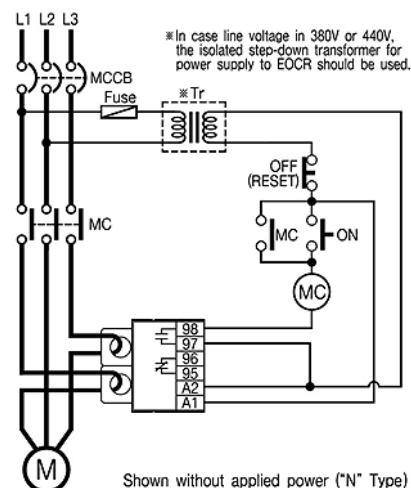 L1 L2 L3
※In case line voltage in 380V or 440V,
the isolated step-down transformer for
power supply to EOCR should be used.
MCCB
Fuse
※Tr
OFF
(RESET)
MC
MC
ON
MC
98
97
96
95
A2
A1
M
Shown without applied power ("N" Type)